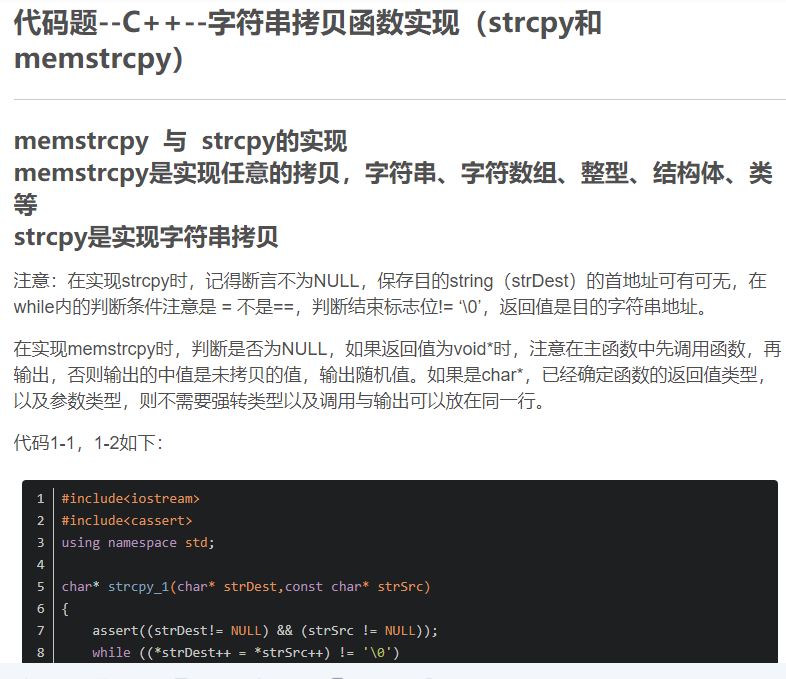 代码题--C++--字符串拷贝函数实现（strcpy和
memstrcpy）
memstrcpy 与 strcpy的实现
memstrcpy是实现任意的拷贝，字符串、字符数组、整型、结构体、类
等
strcpy是实现字符串拷贝
注意：在实现strcpy时，记得断言不为NULL，保存目的string（strDest）的首地址可有可无，在
while内的判断条件注意是 = 不是==，判断结束标志位!= ‘\0’，返回值是目的字符串地址。
在实现memstrcpy时，判断是否为NULL，如果返回值为void*时，注意在主函数中先调用函数，再
输出，否则输出的中值是未拷贝的值，输出随机值。如果是char*，已经确定函数的返回值类型，
以及参数类型，则不需要强转类型以及调用与输出可以放在同一行。
代码1-1，1-2如下：
1 #include<iostream>
2 #include<cassert>
3 using namespace std;
4
5 char* strcpy_1(char* strDest,const char* strSrc)
6 {
7 assert((strDest!= NULL) && (strSrc != NULL));
8 while ((*strDest++ = *strSrc++) != '\0')